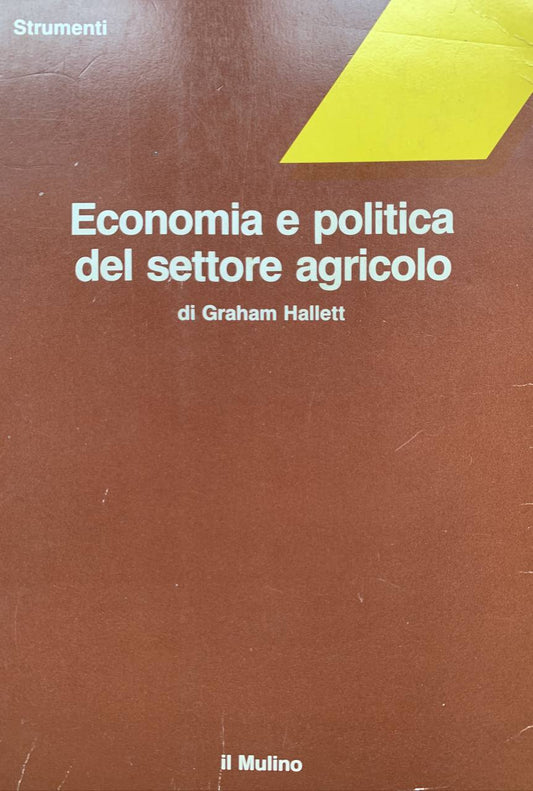 Strumenti
Economia e politica
del settore agricolo
di Graham Hallett
il Mulino